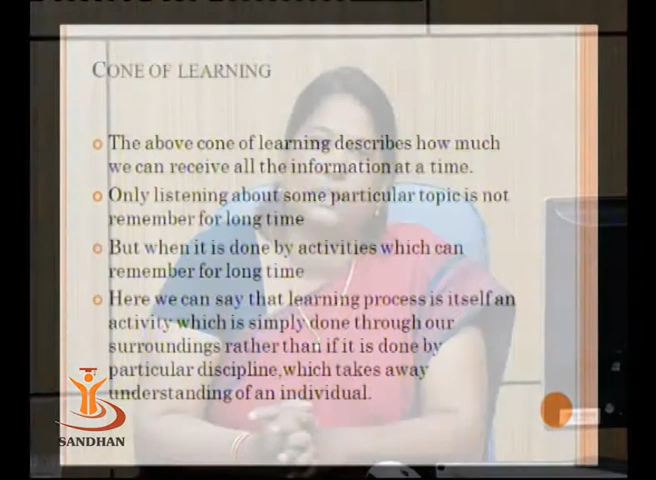 CONE OF LEARNING
The above cone of learning describes how much
we can receive all the information at a time.
Only listening about some particular topic is not
remember for long time
But when it is done by activities which can
remember for long time
Here we can say that learning process is itself an
activity which is simply done through our
surroundings rather than if it is done by
particular discipline,which takes away
understanding of an individual.
SANDHAN